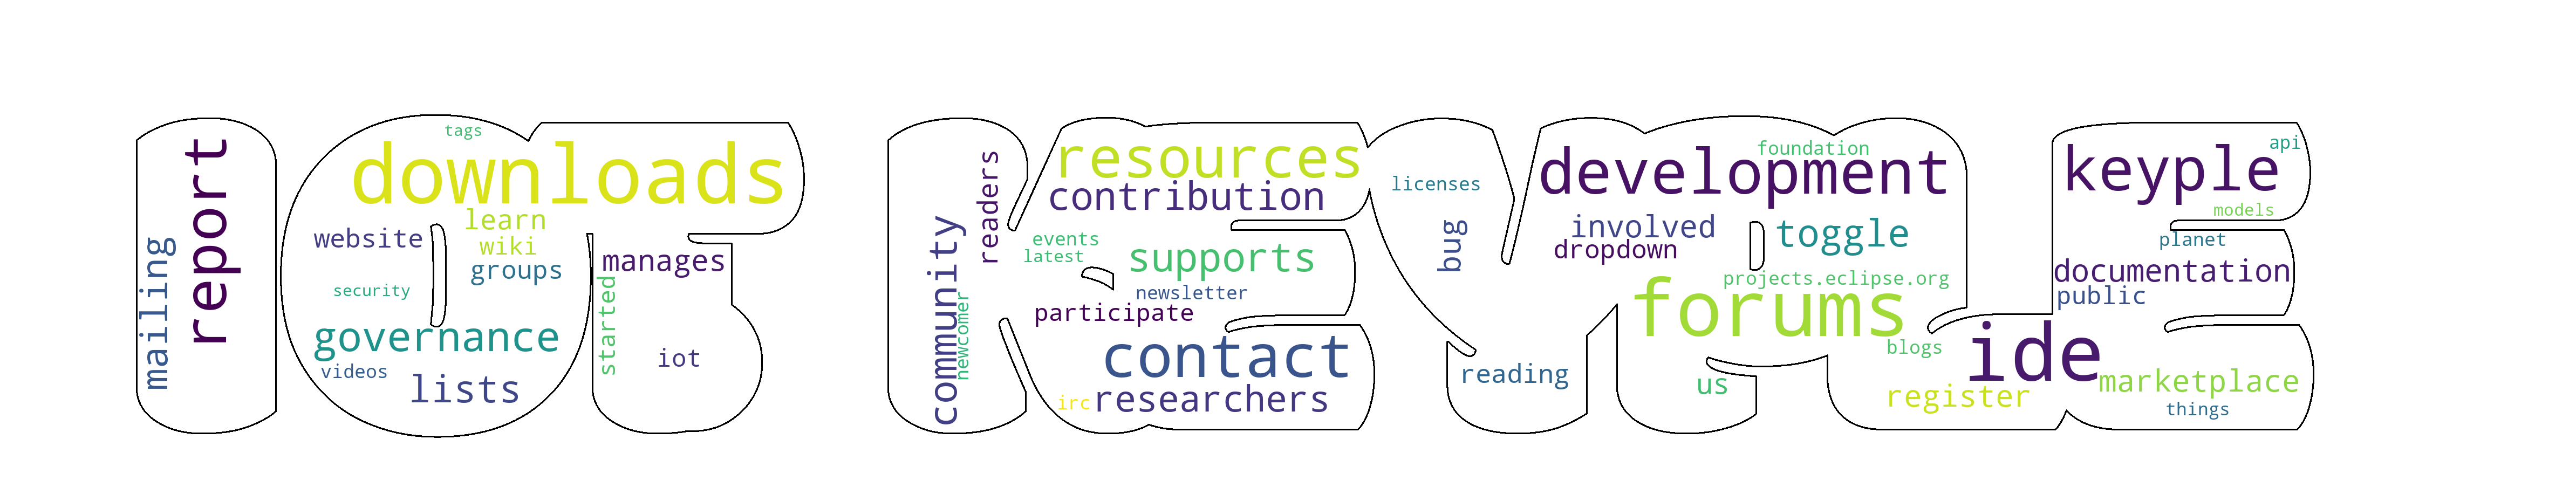 mailing
report
tags
downloads
learn
website
wiki
groups
security
governance
videos
lists
manages
started
iot
community
newcomer
readers
resources
contribution
events
latest
supports
newsletter
participate
contact
irc
researchers
licenses
bug
reading
foundation
development
involved
dropdown
toggle
projects.eclipse.org
forums
us
blogs
register
ide
api
keyple
models
planet
documentation
public
marketplace
things